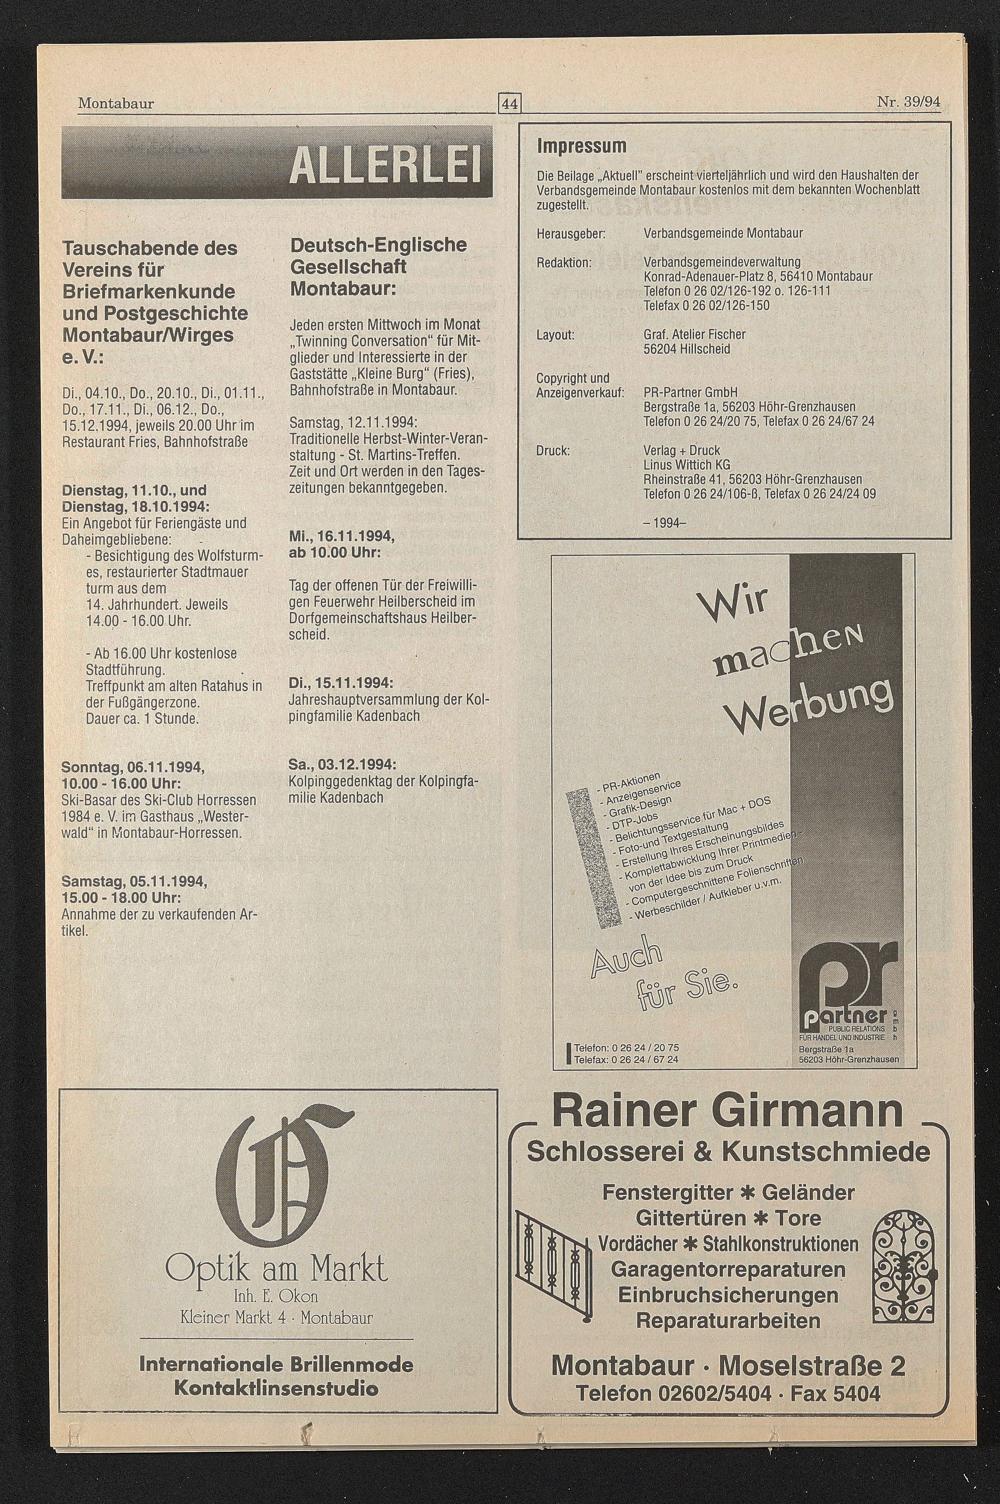 Montabaur
44
Nr. 39/94
ALLERLEI
Tauschabende des
Vereins für
Briefmarkenkunde
und Postgeschichte
Montabaur/Wirges
e. V.:
Di., 04.10., Do., 20.10., Di., 01.11.,
Do., 17.11., Di., 06.12., Do.,
15.12.1994, jeweils 20.00 Uhr im
Restaurant Fries, Bahnhofstraße
Dienstag, 11.10., und
Dienstag, 18.10.1994:
Ein Angebot für Feriengäste und
Daheimgebliebene:
- Besichtigung des Wolfsturm-
es, restaurierter Stadtmauer
turm aus dem
14. Jahrhundert. Jeweils
14.00 - 16.00 Uhr.
- Ab 16.00 Uhr kostenlose
Stadtführung.
Treffpunkt am alten Ratahus in
der Fußgängerzone.
Dauer ca. 1 Stunde.
Sonntag, 06.11.1994,
10.00 - 16.00 Uhr:
Ski-Basar des Ski-Club Horressen
1984 e. V. im Gasthaus „Wester-
wald" in Montabaur-Horressen.
Samstag, 05.11.1994,
15.00 - 18.00 Uhr:
Annahme der zu verkaufenden Ar-
tikel.
Deutsch-Englische
Gesellschaft
Montabaur:
Jeden ersten Mittwoch im Monat
„Twinning Conversation" für Mit-
glieder und Interessierte in der
Gaststätte „Kleine Burg" (Fries),
Bahnhofstraße in Montabaur.
Samstag, 12.11.1994:
Traditionelle Herbst-Winter-Veran-
staltung - St. Martins-Treffen.
Zeit und Ort werden in den Tages-
zeitungen bekanntgegeben.
Mi., 16.11.1994,
ab 10.00 Uhr:
Tag der offenen Tür der Freiwilli-
gen Feuerwehr Heilberscheid im
Dorfgemeinschaftshaus Heilber-
scheid.
Di., 15.11.1994:
Jahreshauptversammlung der Kol-
pingfamilie Kadenbach
Sa., 03.12.1994:
Kolpinggedenktag der Kolpingfa-
milie Kadenbach
Impressum
Die Beilage „Aktuell" erscheint vierteljährlich und wird den Haushalten der
Verbandsgemeinde Montabaur kostenlos mit dem bekannten Wochenblatt
zugestellt.
Herausgeber: Verbandsgemeinde Montabaur
Redaktion: Verbandsgemeindeverwaltung
Konrad-Adenauer-Platz 8, 56410 Montabaur
Telefon 0 26 02/126-192 o. 126-111
Telefax 0 26 02/126-150
Layout: Graf. Atelier Fischer
56204 Hillscheid
Copyright und
Anzeigenverkauf: PR-Partner GmbH
Bergstraße 1a, 56203 Höhr-Grenzhausen
Telefon 0 26 24/20 75, Telefax 0 26 24/67 24
Druck: Verlag + Druck
Linus Wittich KG
Rheinstraße 41, 56203 Höhr-Grenzhausen
Telefon 0 26 24/106-ß, Telefax 0 26 24/24 09
– 1994–
Wir
machen
Werbung
- PR-Aktionen
- Anzeigenservice
- Grafik-Design
- DTP-Jobs
- Belichtungsservice für Mac + DOS
- Foto-und Textgestaltung
- Erstellung Ihres Erscheinungsbildes
- Komplettabwicklung Ihrer Printmedien -
von der Idee bis zum Druck
- Computergeschnittene Folienschriften
- Werbeschilder / Aufkleber u.v.m.
Auch
für Sie.
pr
partner gmbh
PUBLIC RELATIONS
FÜR HANDEL UND INDUSTRIE
Telefon: 0 26 24 / 20 75
Telefax: 0 26 24 / 67 24
Bergstraße 1a
56203 Höhr-Grenzhausen
Optik am Markt
Inh. E. Okon
Kleiner Markt 4 · Montabaur
Internationale Brillenmode
Kontaktlinsenstudio
Rainer Girmann
Schlosserei & Kunstschmiede
Fenstergitter ✱ Geländer
Gittertüren ✱ Tore
Vordächer ✱ Stahlkonstruktionen
Garagentorreparaturen
Einbruchsicherungen
Reparaturarbeiten
Montabaur · Moselstraße 2
Telefon 02602/5404 · Fax 5404